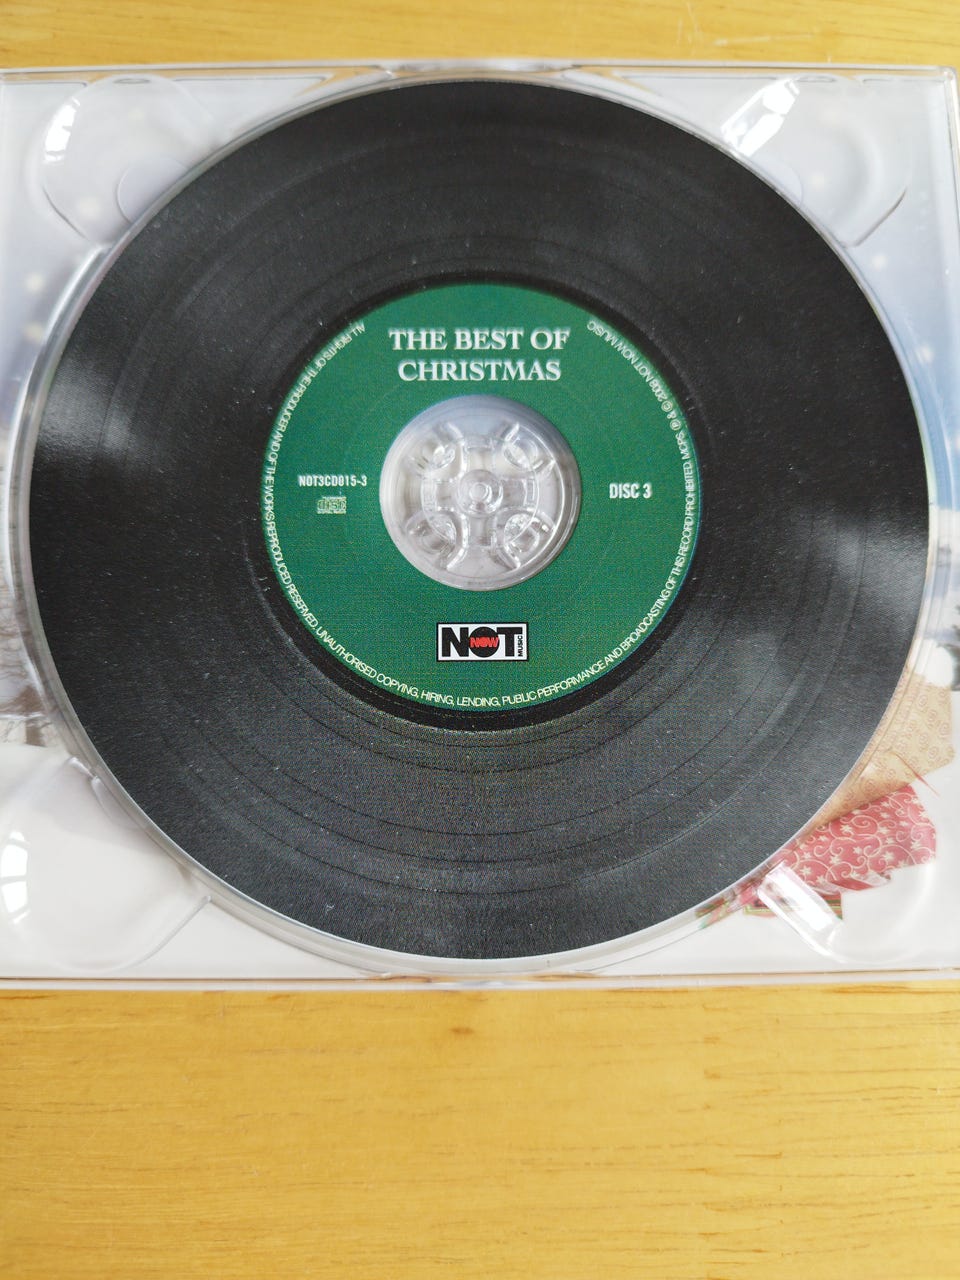 THE BEST OF
CHRISTMAS
NOT3CD015-3
DISC 3
NOT NOW MUSIC
ALL RIGHTS OF THE PRODUCER AND OF THE WORKS REPRODUCED RESERVED. UNAUTHORISED COPYING, HIRING, LENDING, PUBLIC PERFORMANCE AND BROADCASTING OF THIS RECORD PROHIBITED. MCPS. ℗ & © 2008 NOT NOW MUSIC